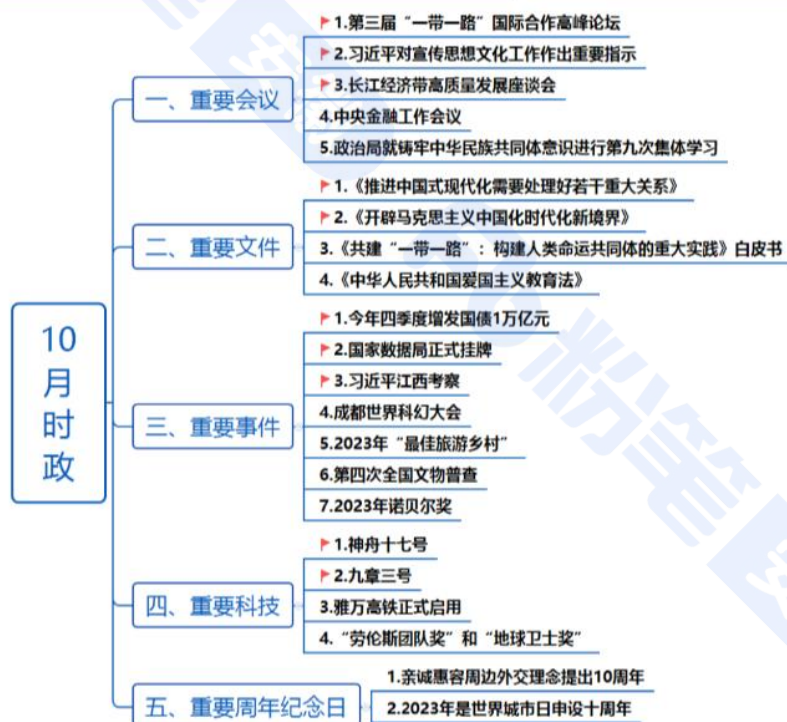 10
月
时
政
一、重要会议
1.第三届“一带一路”国际合作高峰论坛
2.习近平对宣传思想文化工作作出重要指示
3.长江经济带高质量发展座谈会
4.中央金融工作会议
5.政治局就铸牢中华民族共同体意识进行第九次集体学习
二、重要文件
1.《推进中国式现代化需要处理好若干重大关系》
2.《开辟马克思主义中国化时代化新境界》
3.《共建“一带一路”：构建人类命运共同体的重大实践》白皮书
4.《中华人民共和国爱国主义教育法》
三、重要事件
1.今年四季度增发国债1万亿元
2.国家数据局正式挂牌
3.习近平江西考察
4.成都世界科幻大会
5.2023年“最佳旅游乡村”
6.第四次全国文物普查
7.2023年诺贝尔奖
四、重要科技
1.神舟十七号
2.九章三号
3.雅万高铁正式启用
4.“劳伦斯团队奖”和“地球卫士奖”
五、重要周年纪念日
1.亲诚惠容周边外交理念提出10周年
2.2023年是世界城市日申设十周年
粉笔